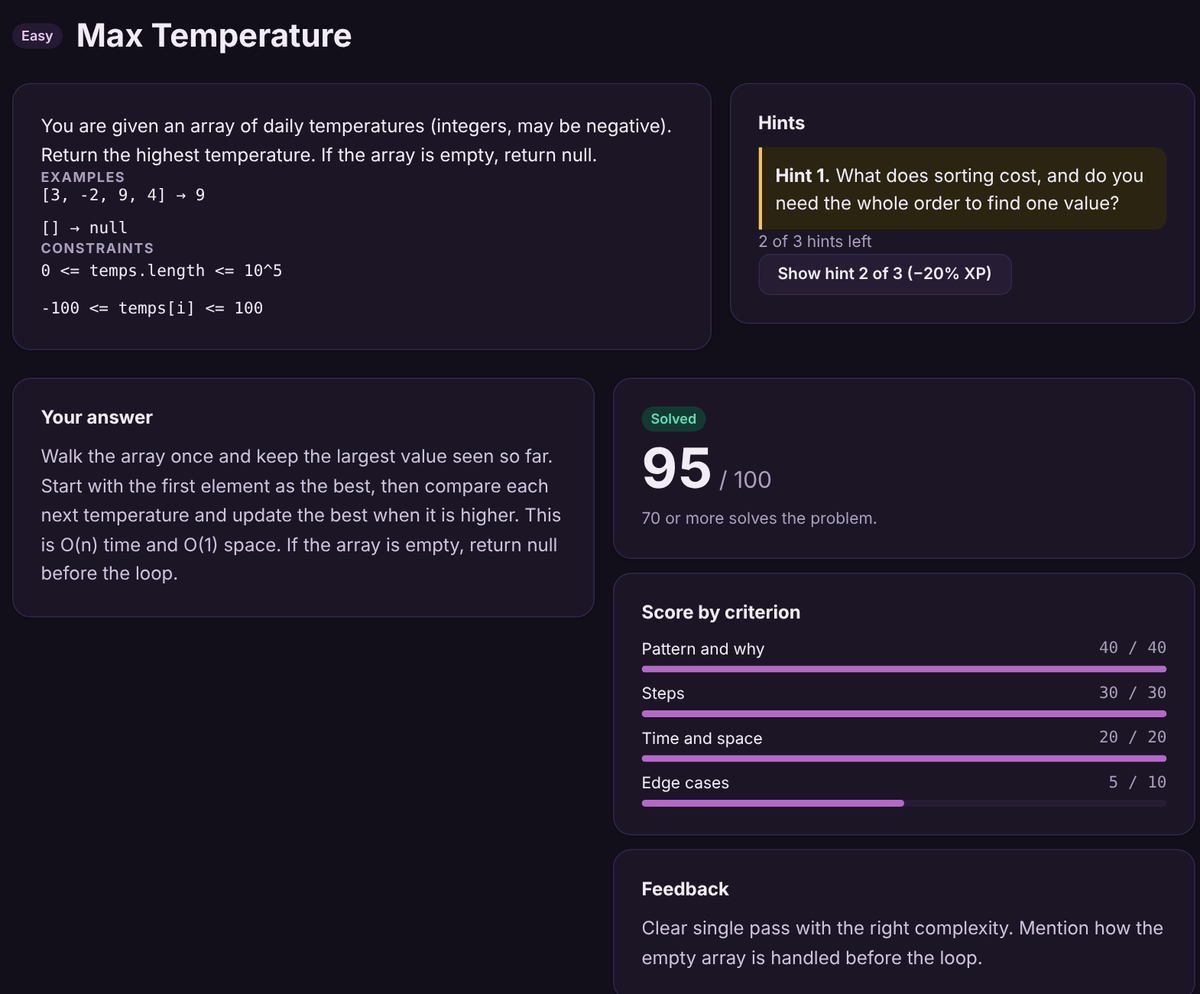 Easy
Max Temperature
You are given an array of daily temperatures (integers, may be negative).
Return the highest temperature. If the array is empty, return null.
EXAMPLES
[3, -2, 9, 4] → 9
[] → null
CONSTRAINTS
0 <= temps.length <= 10^5
-100 <= temps[i] <= 100
Hints
Hint 1. What does sorting cost, and do you
need the whole order to find one value?
2 of 3 hints left
Show hint 2 of 3 (−20% XP)
Your answer
Walk the array once and keep the largest value seen so far.
Start with the first element as the best, then compare each
next temperature and update the best when it is higher. This
is O(n) time and O(1) space. If the array is empty, return null
before the loop.
Solved
95 / 100
70 or more solves the problem.
Score by criterion
Pattern and why 40 / 40
Steps 30 / 30
Time and space 20 / 20
Edge cases 5 / 10
Feedback
Clear single pass with the right complexity. Mention how the
empty array is handled before the loop.